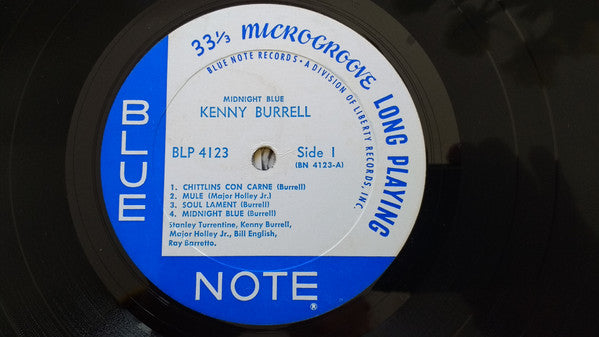 33⅓ MICROGROOVE LONG PLAYING
BLUE NOTE RECORDS • A DIVISION OF LIBERTY RECORDS, INC.
MIDNIGHT BLUE
KENNY BURRELL
BLP 4123 Side 1
(BN 4123-A)
1. CHITTLINS CON CARNE (Burrell)
2. MULE (Major Holley Jr.)
3. SOUL LAMENT (Burrell)
4. MIDNIGHT BLUE (Burrell)
Stanley Turrentine, Kenny Burrell,
Major Holley Jr., Bill English,
Ray Barretto.
BLUE
NOTE
®